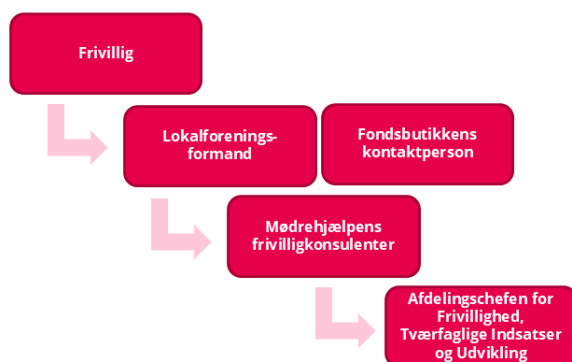 Frivillig
Lokalforenings-
formand
Fondsbutikkens
kontaktperson
Mødrehjælpens
frivilligkonsulenter
Afdelingschefen for
Frivillighed,
Tværfaglige Indsatser
og Udvikling